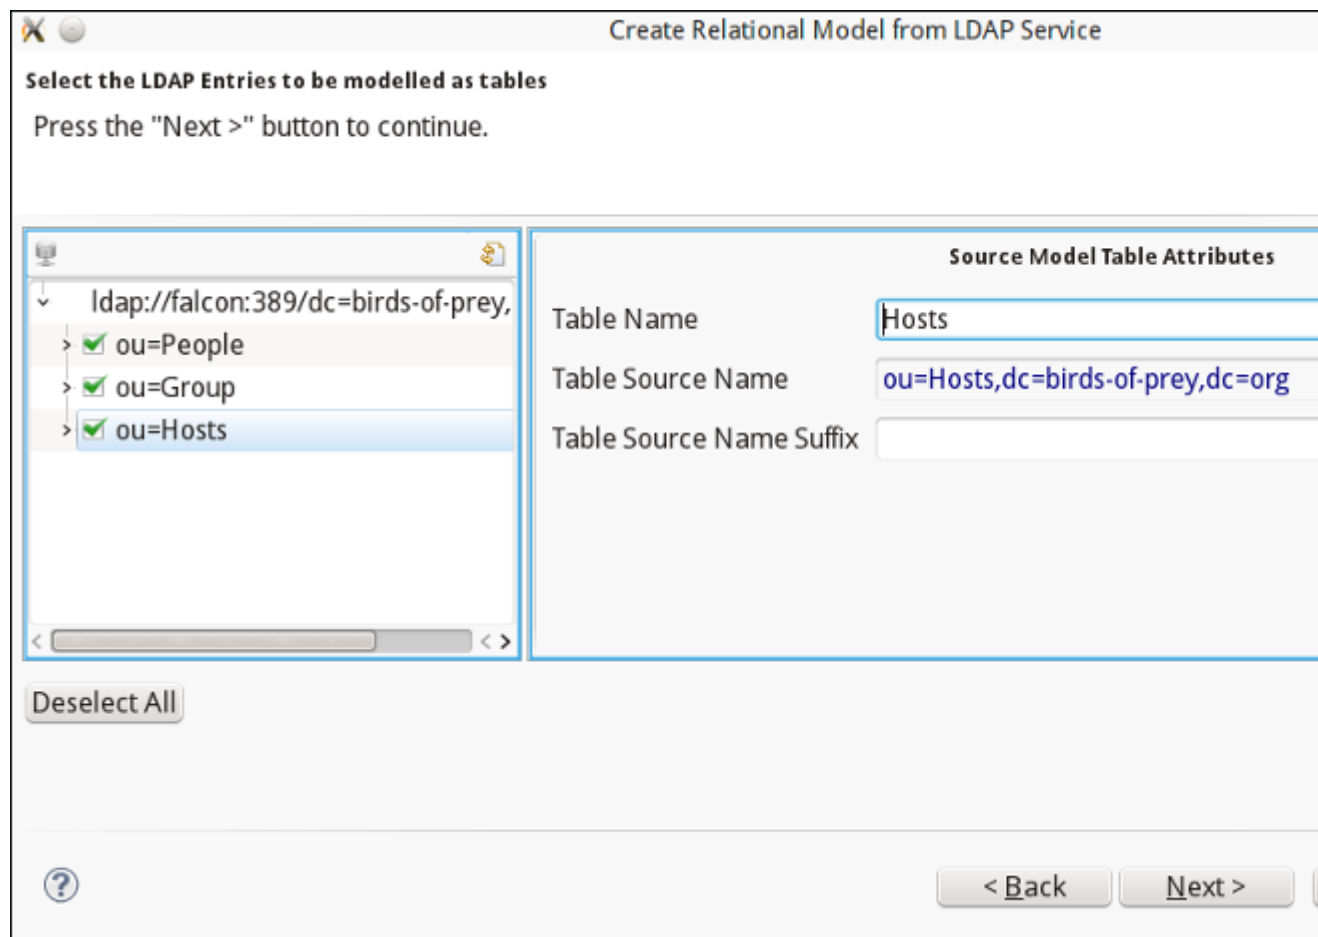 Create Relational Model from LDAP Service
Select the LDAP Entries to be modelled as tables
Press the "Next >" button to continue.
ldap://falcon:389/dc=birds-of-prey,
ou=People
ou=Group
ou=Hosts
Source Model Table Attributes
Table Name Hosts
Table Source Name ou=Hosts,dc=birds-of-prey,dc=org
Table Source Name Suffix
Deselect All
< Back Next >